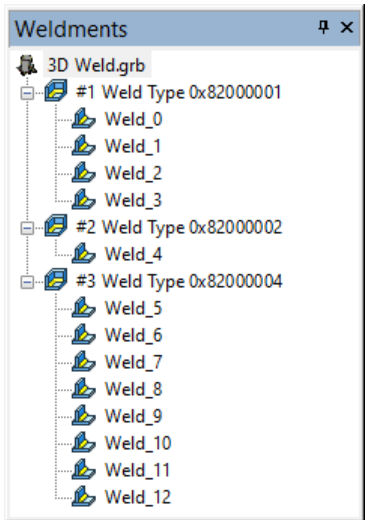 Weldments
3D Weld.grb
#1 Weld Type 0x82000001
Weld_0
Weld_1
Weld_2
Weld_3
#2 Weld Type 0x82000002
Weld_4
#3 Weld Type 0x82000004
Weld_5
Weld_6
Weld_7
Weld_8
Weld_9
Weld_10
Weld_11
Weld_12